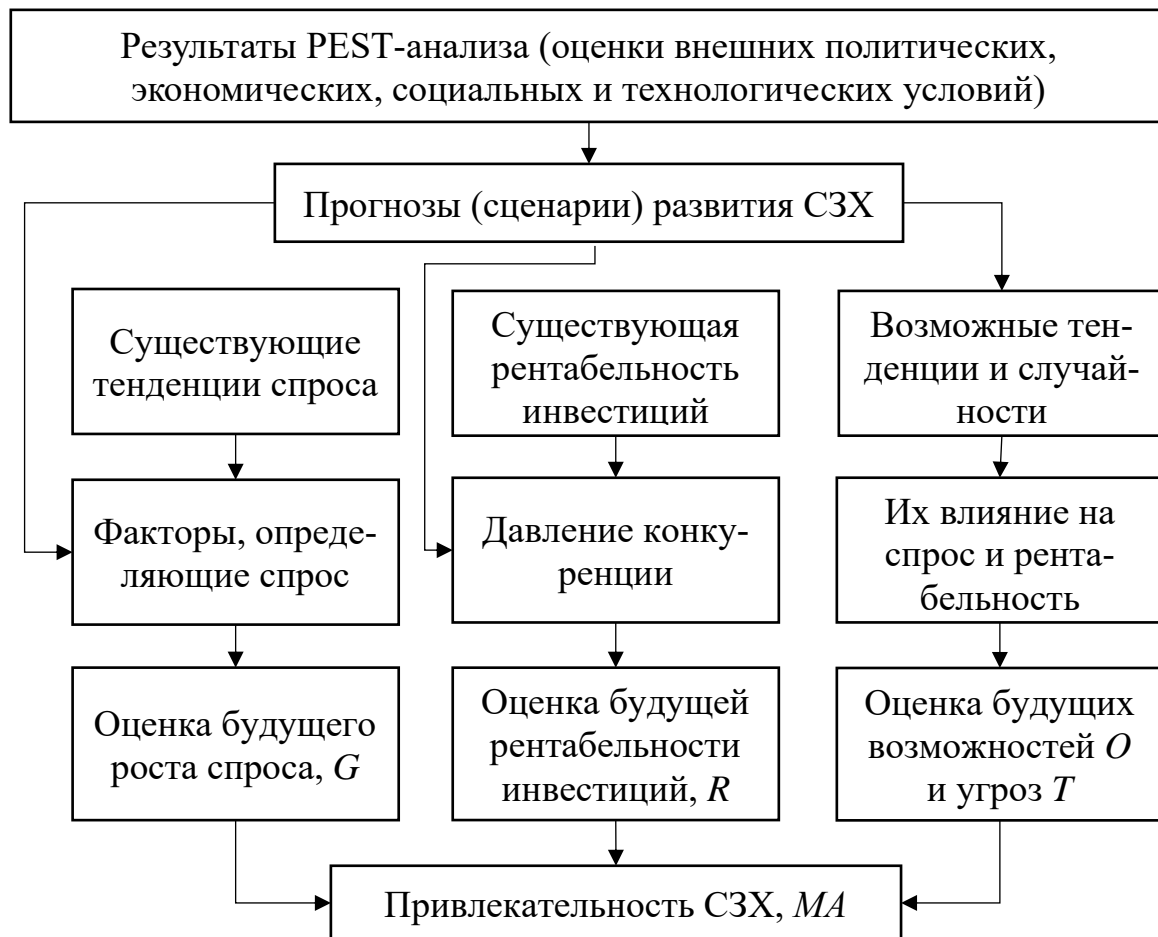 Результаты PEST-анализа (оценки внешних политических,
экономических, социальных и технологических условий)
Прогнозы (сценарии) развития СЗХ
Существующие
тенденции спроса
Существующая
рентабельность
инвестиций
Возможные тен-
денции и случай-
ности
Факторы, опреде-
ляющие спрос
Давление конку-
ренции
Их влияние на
спрос и рента-
бельность
Оценка будущего
роста спроса, G
Оценка будущей
рентабельности
инвестиций, R
Оценка будущих
возможностей O
и угроз T
Привлекательность СЗХ, MA